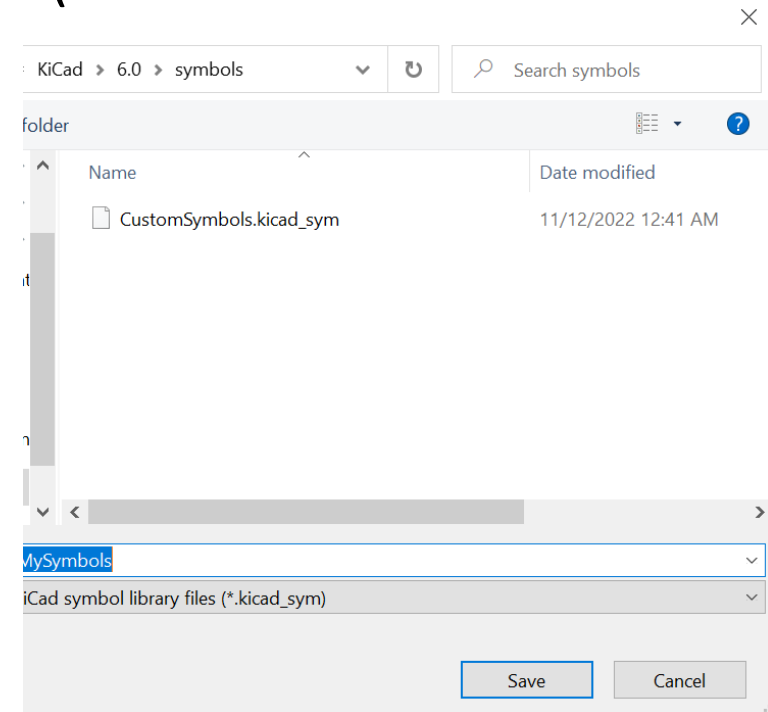 KiCad > 6.0 > symbols
Search symbols
folder
Name
Date modified
CustomSymbols.kicad_sym
11/12/2022 12:41 AM
MySymbols
iCad symbol library files (*.kicad_sym)
Save
Cancel